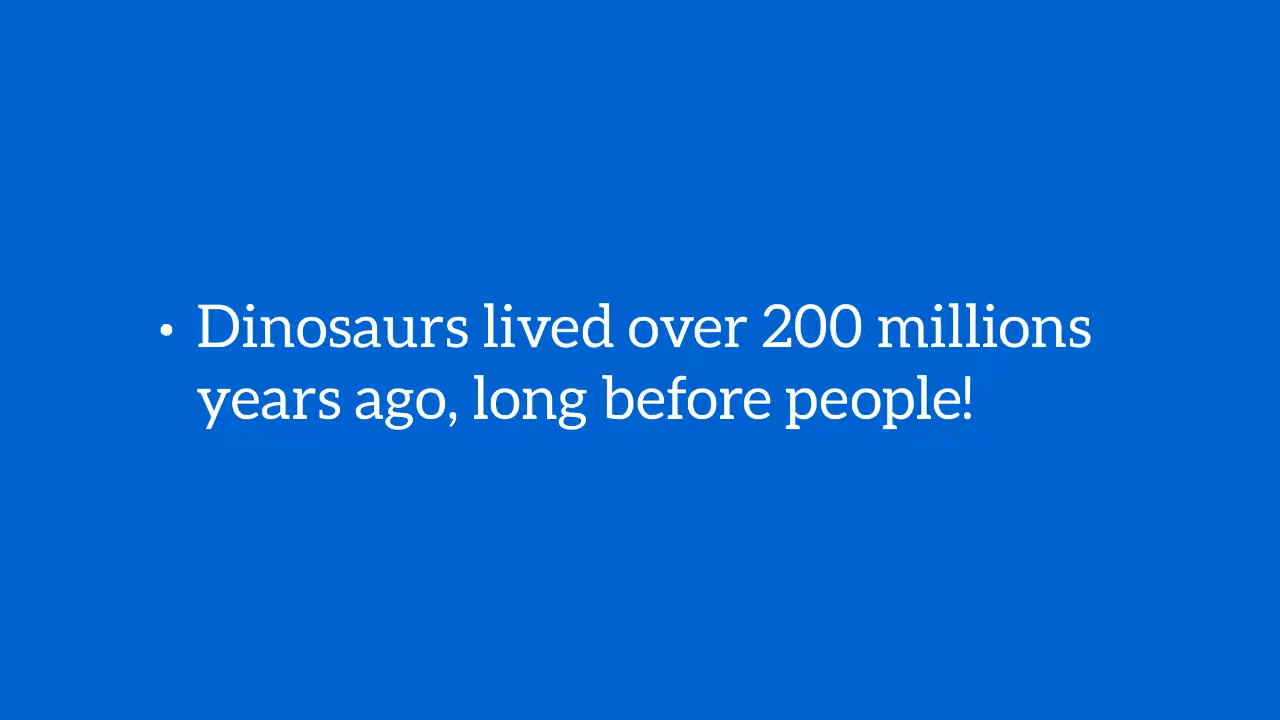 • Dinosaurs lived over 200 millions
years ago, long before people!